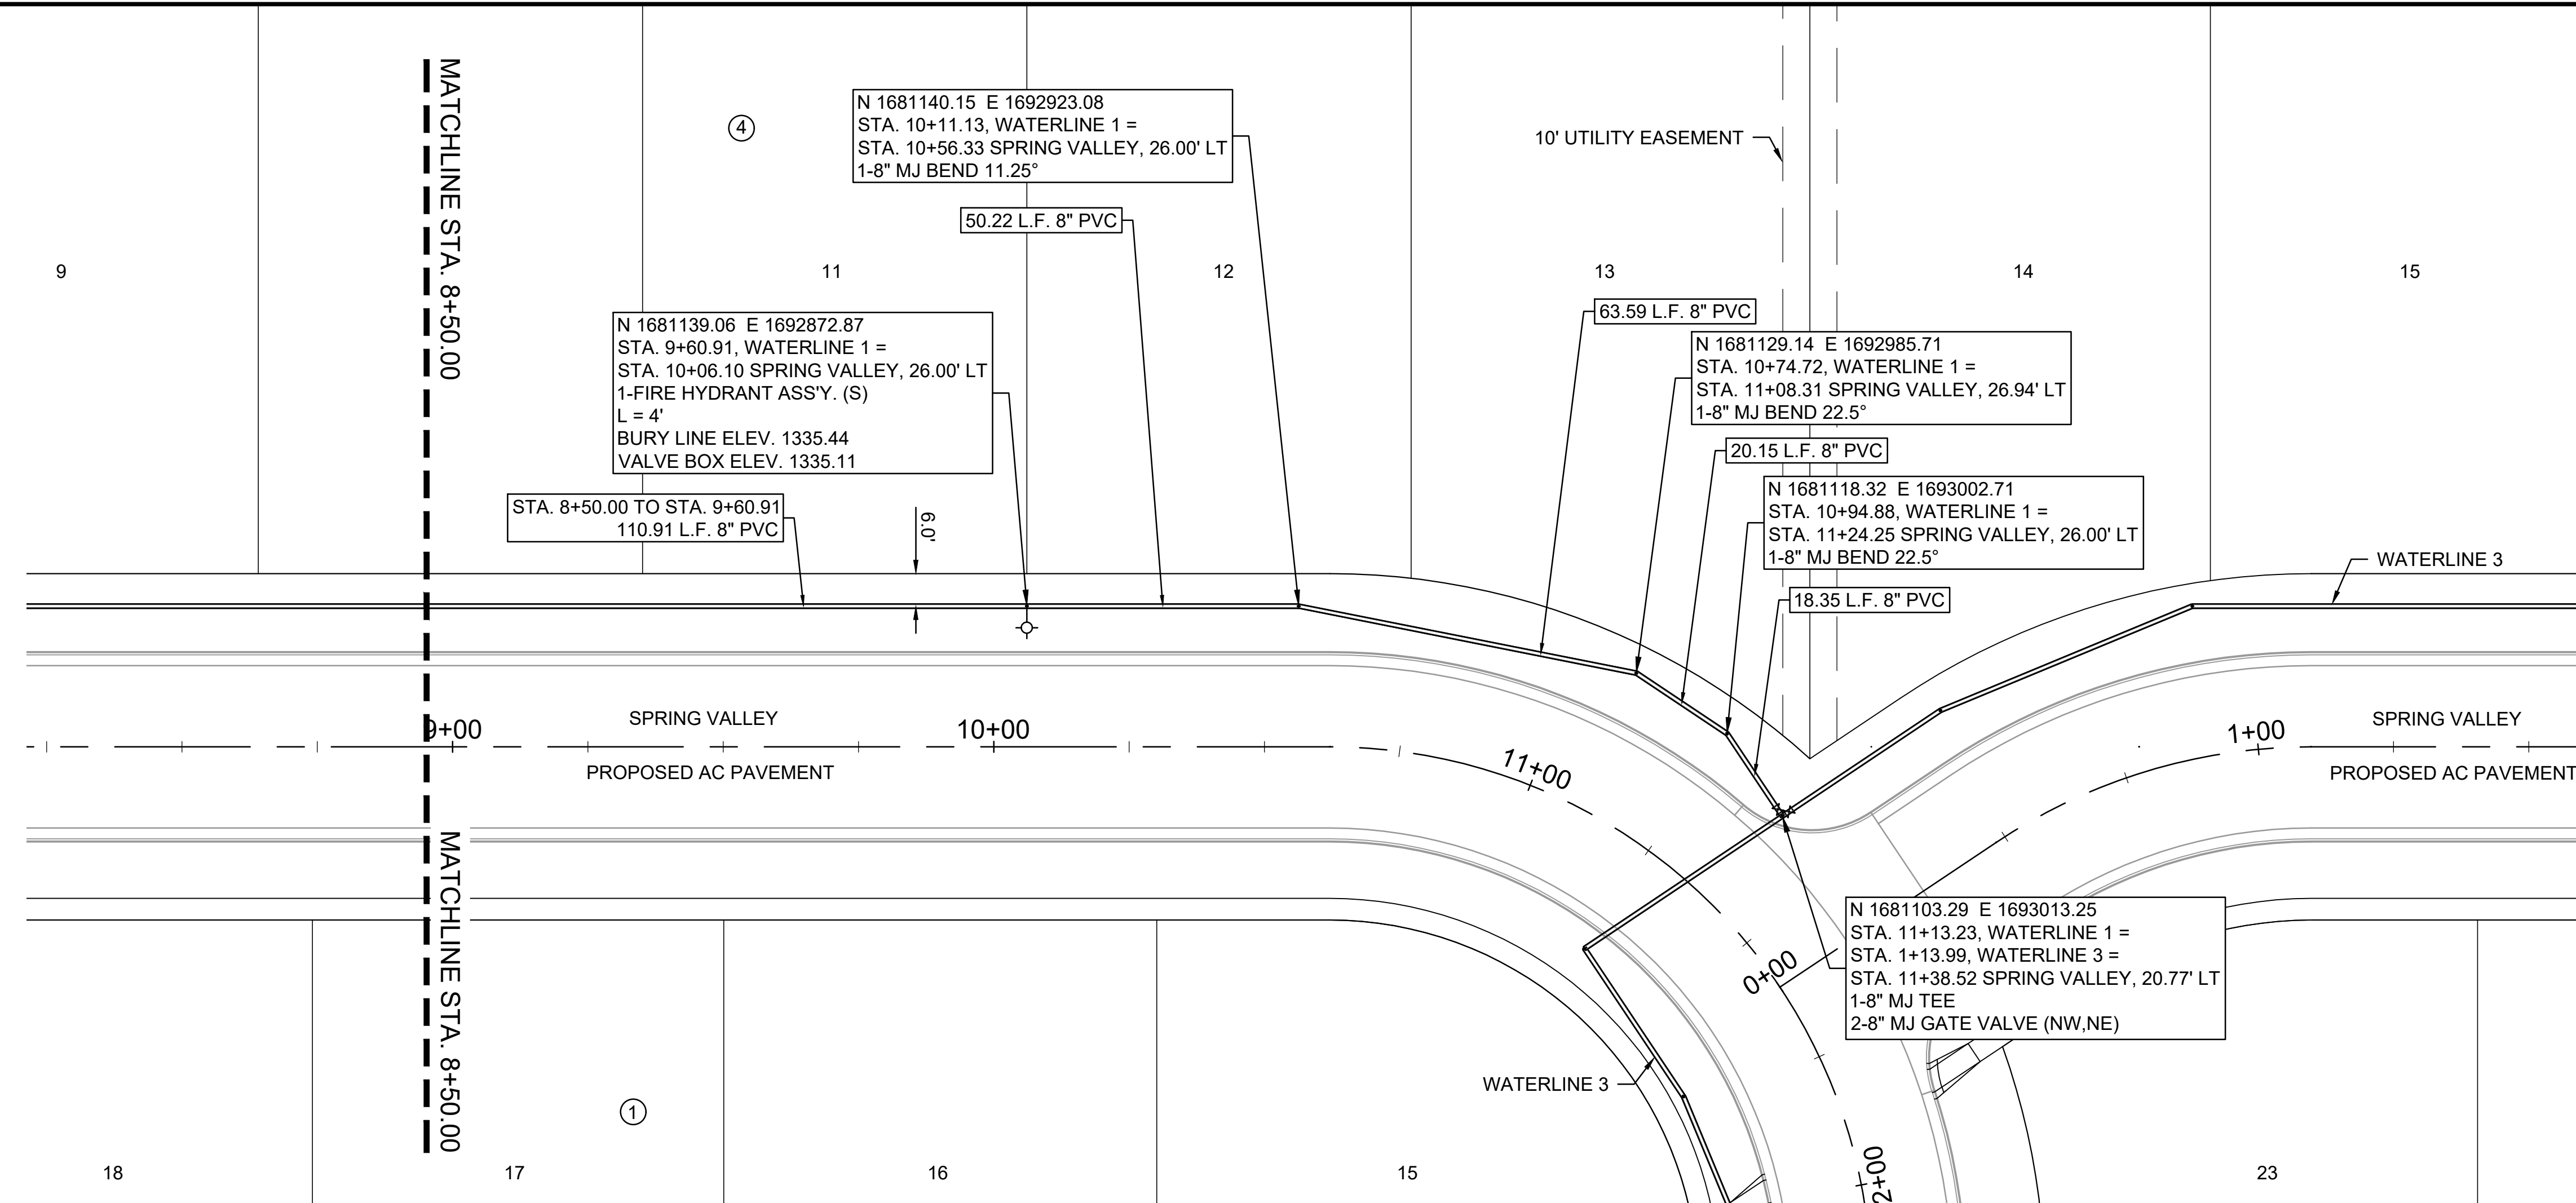 MATCHLINE STA. 8+50.00
4
N 1681140.15 E 1692923.08
STA. 10+11.13, WATERLINE 1 =
STA. 10+56.33 SPRING VALLEY, 26.00' LT
1-8" MJ BEND 11.25°
10' UTILITY EASEMENT
50.22 L.F. 8" PVC
9
11
12
13
14
15
63.59 L.F. 8" PVC
N 1681139.06 E 1692872.87
STA. 9+60.91, WATERLINE 1 =
STA. 10+06.10 SPRING VALLEY, 26.00' LT
1-FIRE HYDRANT ASS'Y. (S)
L = 4'
BURY LINE ELEV. 1335.44
VALVE BOX ELEV. 1335.11
N 1681129.14 E 1692985.71
STA. 10+74.72, WATERLINE 1 =
STA. 11+08.31 SPRING VALLEY, 26.94' LT
1-8" MJ BEND 22.5°
20.15 L.F. 8" PVC
N 1681118.32 E 1693002.71
STA. 10+94.88, WATERLINE 1 =
STA. 11+24.25 SPRING VALLEY, 26.00' LT
1-8" MJ BEND 22.5°
STA. 8+50.00 TO STA. 9+60.91
110.91 L.F. 8" PVC
6.0'
WATERLINE 3
18.35 L.F. 8" PVC
9+00
SPRING VALLEY
10+00
11+00
1+00
SPRING VALLEY
PROPOSED AC PAVEMENT
PROPOSED AC PAVEMENT
MATCHLINE STA. 8+50.00
N 1681103.29 E 1693013.25
STA. 11+13.23, WATERLINE 1 =
STA. 1+13.99, WATERLINE 3 =
STA. 11+38.52 SPRING VALLEY, 20.77' LT
1-8" MJ TEE
2-8" MJ GATE VALVE (NW,NE)
0+00
WATERLINE 3
1
18
17
16
15
2+00
23